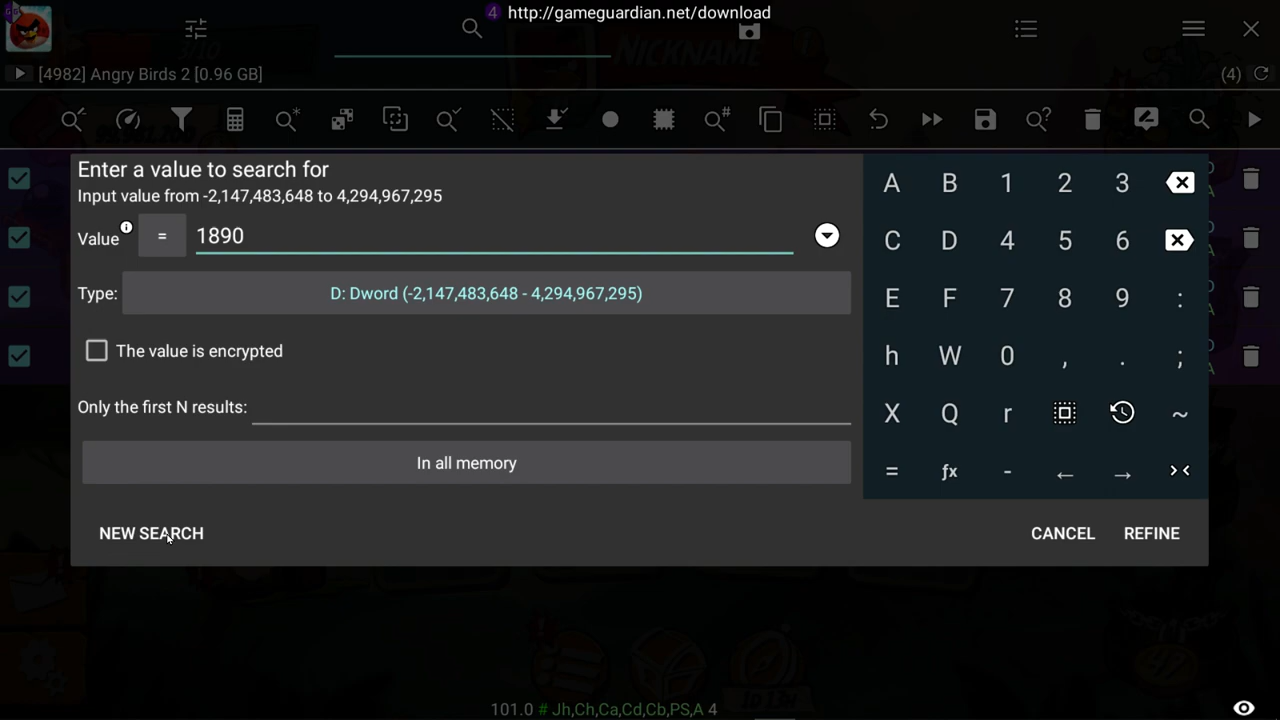 4 http://gameguardian.net/download
NICKNAME
[4982] Angry Birds 2 [0.96 GB]
(4)
Enter a value to search for
Input value from -2,147,483,648 to 4,294,967,295
Value = 1890
Type: D: Dword (-2,147,483,648 - 4,294,967,295)
The value is encrypted
Only the first N results:
In all memory
NEW SEARCH CANCEL REFINE
A B 1 2 3
C D 4 5 6
E F 7 8 9 :
h W 0 , . ;
X Q r ~
= ƒx - ← → ><
101.0 # Jh,Ch,Ca,Cd,Cb,PS,A 4